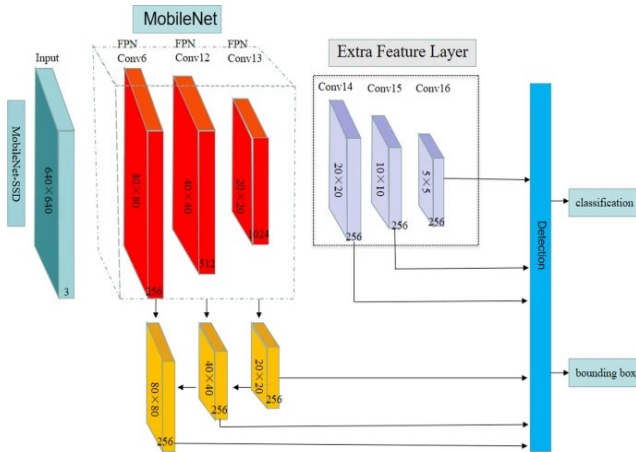 MobileNet
Input
FPN
Conv6
FPN
Conv12
FPN
Conv13
Extra Feature Layer
Conv14
Conv15
Conv16
MobileNet-SSD
640×640
3
80×80
256
40×40
512
20×20
1024
20×20
256
10×10
256
5×5
256
Detection
classification
bounding box
80×80
256
40×40
256
20×20
256